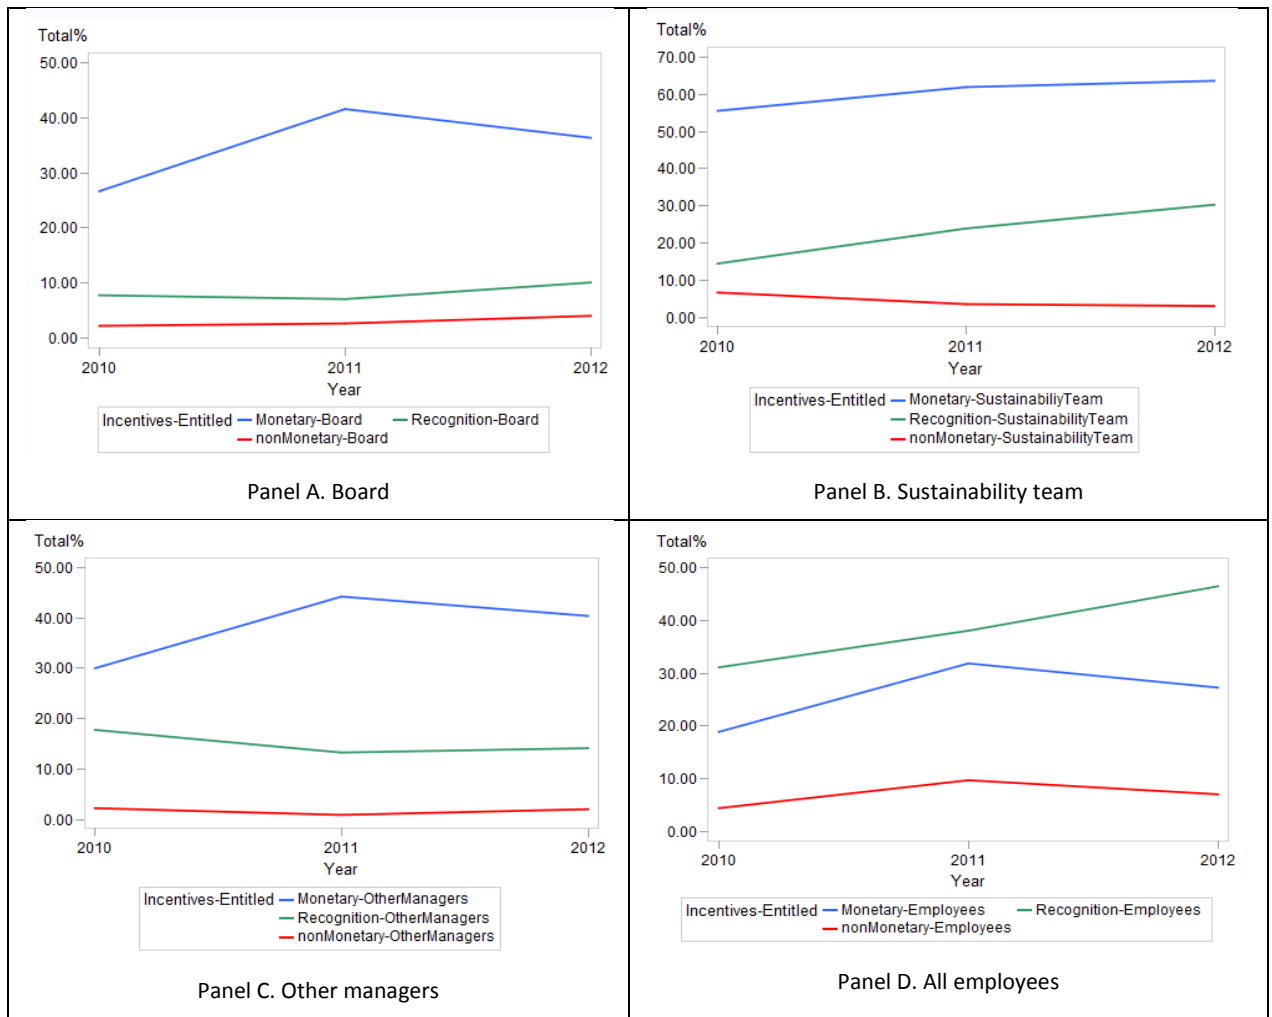 Total%
50.00
40.00
30.00
20.00
10.00
0.00
2010 2011 2012
Year
Incentives-Entitled Monetary-Board Recognition-Board
nonMonetary-Board
Panel A. Board
Total%
70.00
60.00
50.00
40.00
30.00
20.00
10.00
0.00
2010 2011 2012
Year
Incentives-Entitled Monetary-SustainabiliyTeam
Recognition-SustainabilityTeam
nonMonetary-SustainabilityTeam
Panel B. Sustainability team
Total%
50.00
40.00
30.00
20.00
10.00
0.00
2010 2011 2012
Year
Incentives-Entitled Monetary-OtherManagers
Recognition-OtherManagers
nonMonetary-OtherManagers
Panel C. Other managers
Total%
50.00
40.00
30.00
20.00
10.00
0.00
2010 2011 2012
Year
Incentives-Entitled Monetary-Employees Recognition-Employees
nonMonetary-Employees
Panel D. All employees